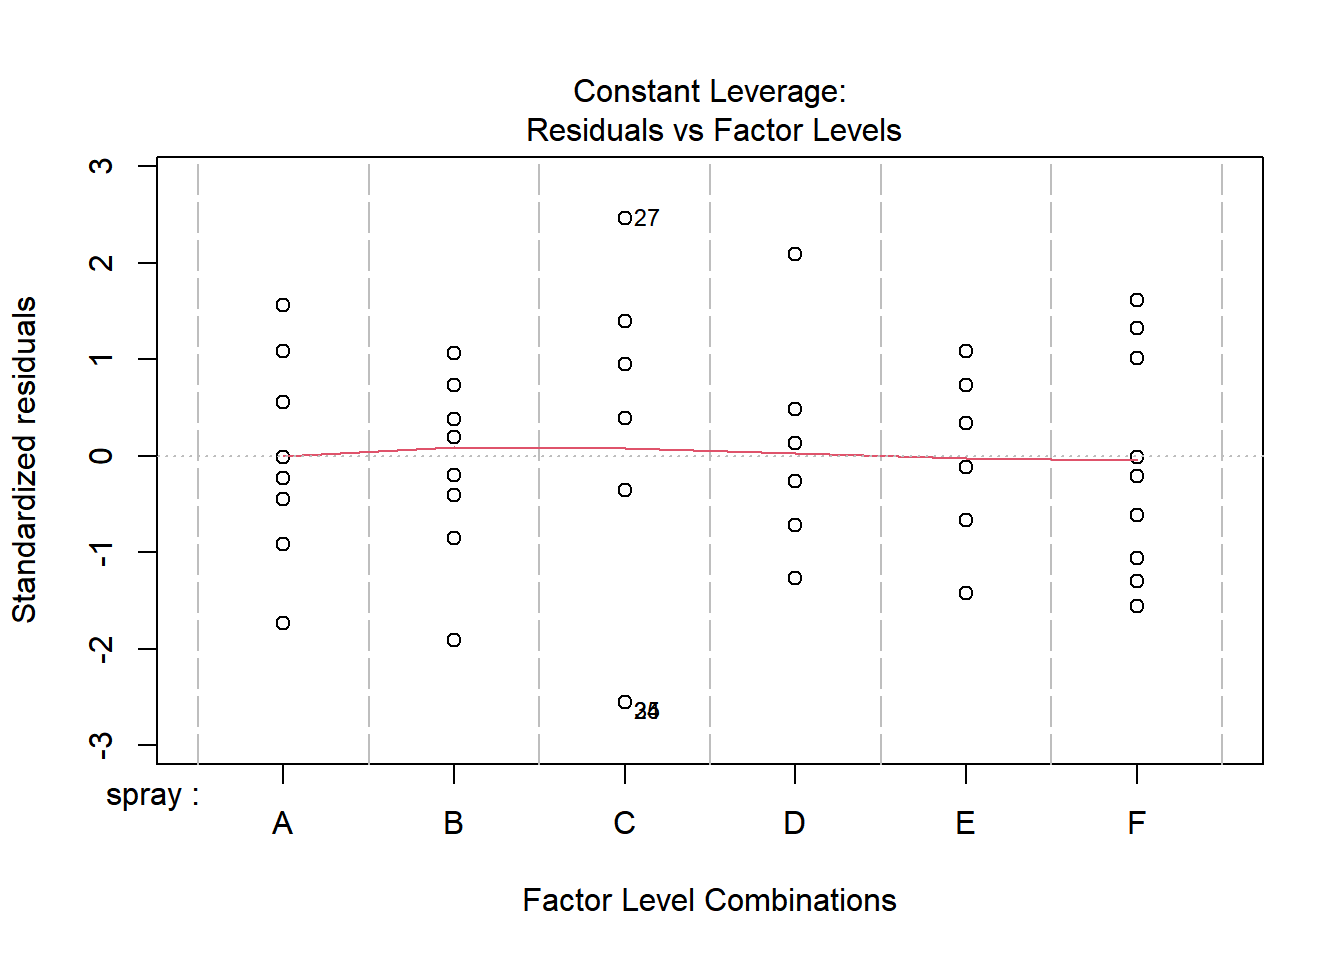 Constant Leverage:
Residuals vs Factor Levels
Standardized residuals
3
2
1
0
-1
-2
-3
27
spray :
A B C D E F
Factor Level Combinations